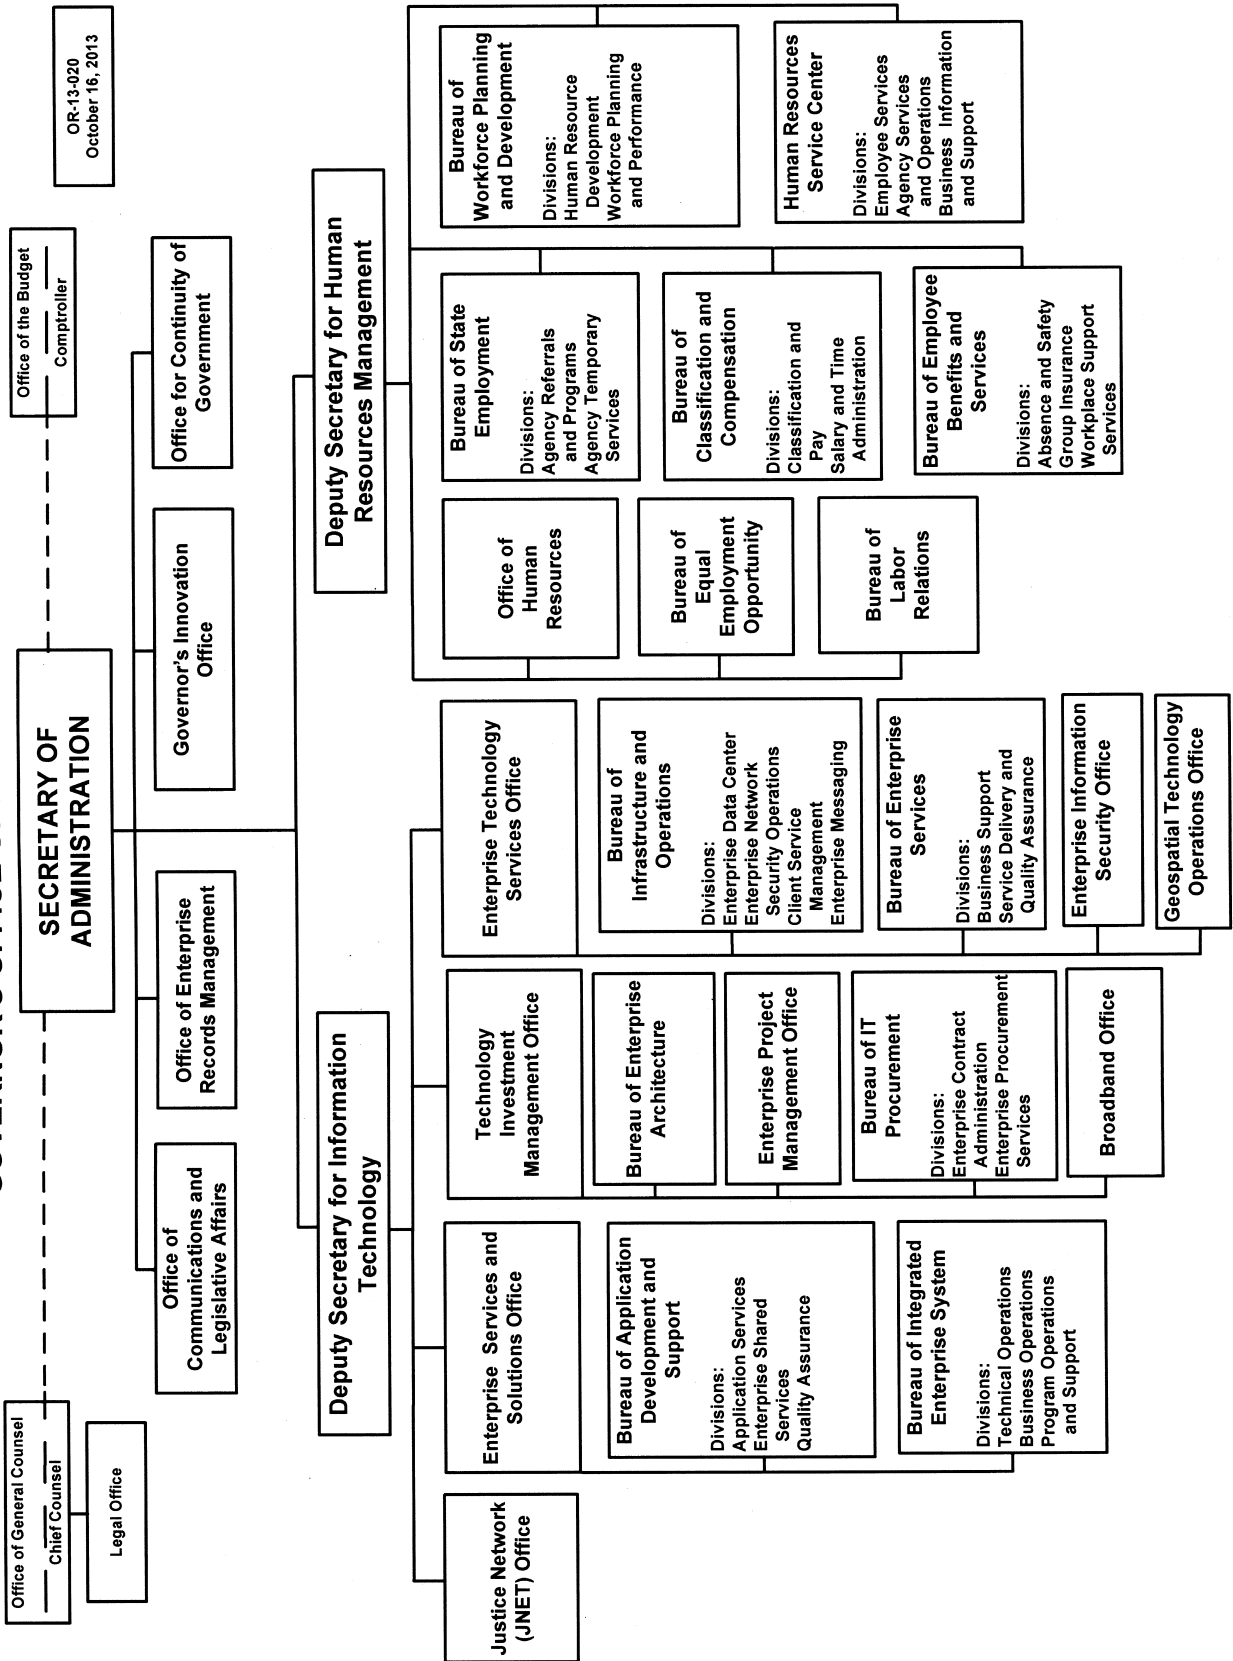 OR-13-020
October 16, 2013
Office of General Counsel
Chief Counsel
Legal Office
SECRETARY OF
ADMINISTRATION
Office of the Budget
Comptroller
Office of
Communications and
Legislative Affairs
Office of Enterprise
Records Management
Governor's Innovation
Office
Office for Continuity of
Government
Deputy Secretary for Information
Technology
Deputy Secretary for Human
Resources Management
Justice Network
(JNET) Office
Enterprise Services and
Solutions Office
Bureau of Application
Development and
Support
Divisions:
Application Services
Enterprise Shared
Services
Quality Assurance
Bureau of Integrated
Enterprise System
Divisions:
Technical Operations
Business Operations
Program Operations
and Support
Technology
Investment
Management Office
Bureau of Enterprise
Architecture
Enterprise Project
Management Office
Bureau of IT
Procurement
Divisions:
Enterprise Contract
Administration
Enterprise Procurement
Services
Broadband Office
Enterprise Technology
Services Office
Bureau of
Infrastructure and
Operations
Divisions:
Enterprise Data Center
Enterprise Network
Security Operations
Client Service
Management
Enterprise Messaging
Bureau of Enterprise
Services
Divisions:
Business Support
Service Delivery and
Quality Assurance
Enterprise Information
Security Office
Geospatial Technology
Operations Office
Office of
Human
Resources
Bureau of
Equal
Employment
Opportunity
Bureau of
Labor
Relations
Bureau of State
Employment
Divisions:
Agency Referrals
and Programs
Agency Temporary
Services
Bureau of
Classification and
Compensation
Divisions:
Classification and
Pay
Salary and Time
Administration
Bureau of Employee
Benefits and
Services
Divisions:
Absence and Safety
Group Insurance
Workplace Support
Services
Bureau of
Workforce Planning
and Development
Divisions:
Human Resource
Development
Workforce Planning
and Performance
Human Resources
Service Center
Divisions:
Employee Services
Agency Services
and Operations
Business Information
and Support